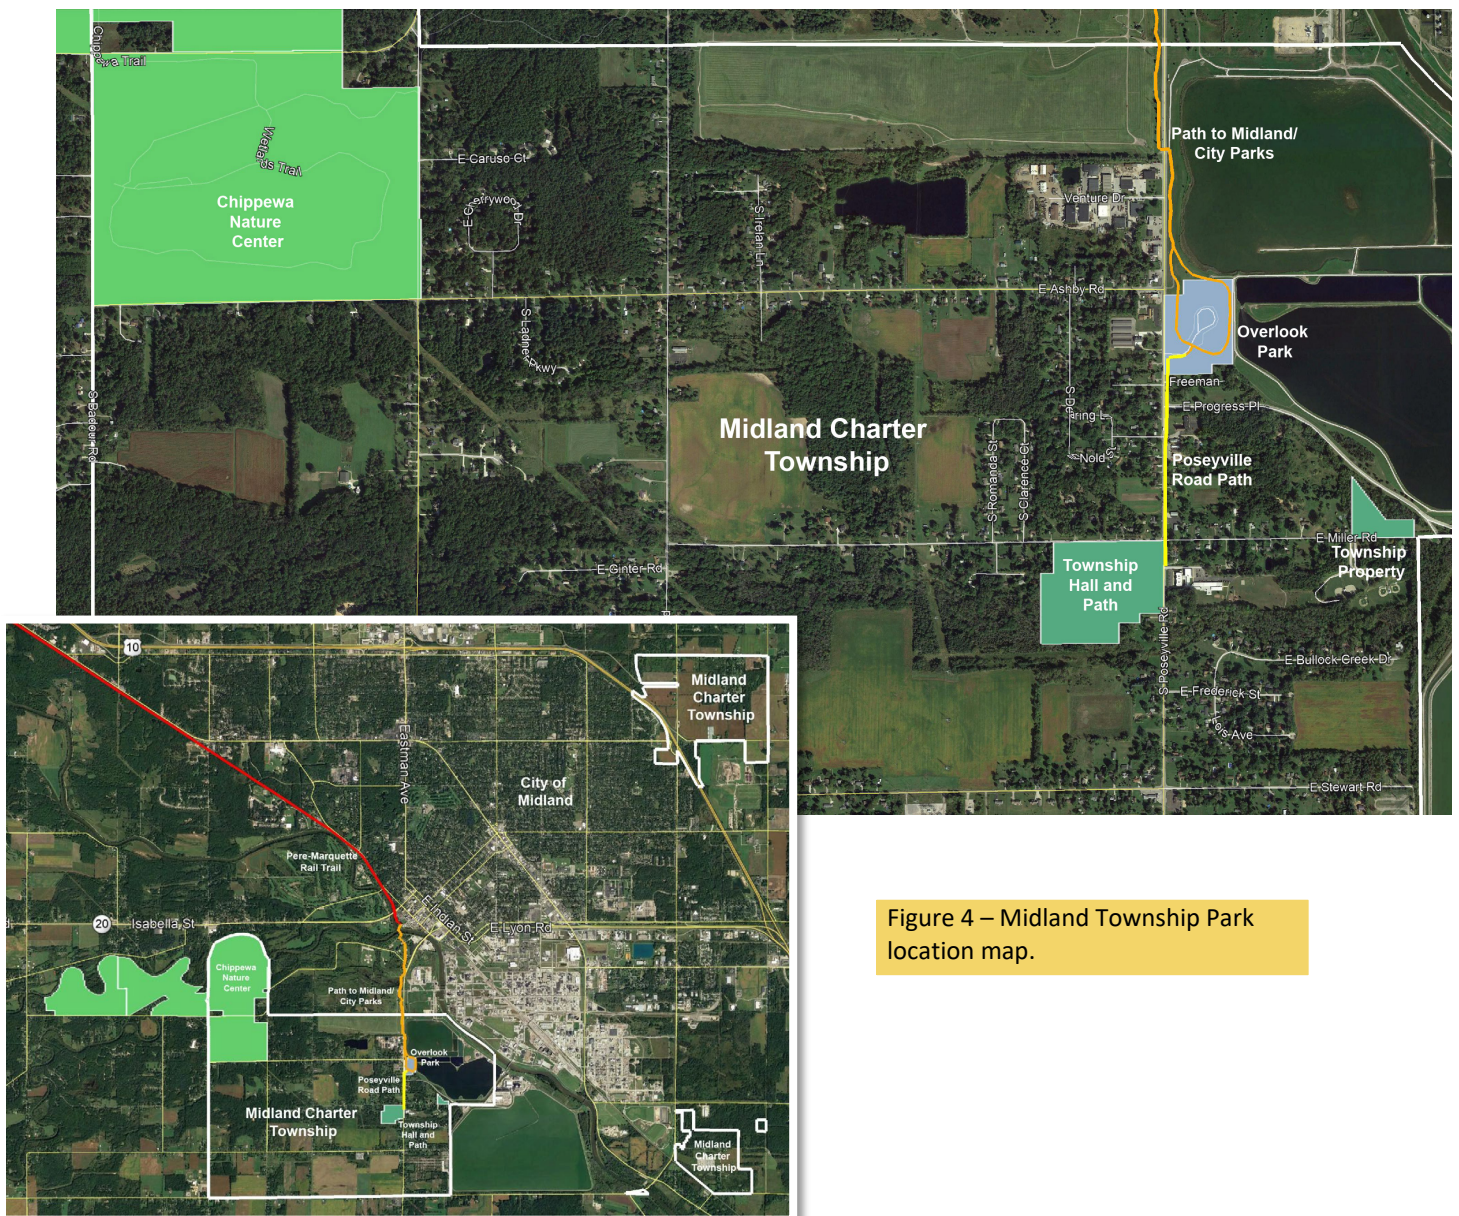 Chippewa Trail
Wetlands Trail
Chippewa
Nature
Center
E Caruso Ct
E Cherrywood Dr
S Irelan Ln
Venture Dr
Path to Midland/
City Parks
E Ashby Rd
Overlook
Park
S Ladner Pkwy
S Badour Rd
Freeman
E Progress Pl
Midland Charter
Township
S Romanda St
S Clarence Ct
Nold
Poseyville
Road Path
E Ginter Rd
E Miller Rd
Township
Property
Township
Hall and
Path
S Poseyville Rd
E Bullock Creek Dr
E Frederick St
Lois Ave
E Stewart Rd
10
Eastman Ave
Midland
Charter
Township
City of
Midland
Pere-Marquette
Rail Trail
20
Isabella St
E Indian St
E Lyon Rd
Chippewa
Nature
Center
Path to Midland/
City Parks
Overlook
Park
Poseyville
Road Path
Midland Charter
Township
Township
Hall and
Path
Midland
Charter
Township
Figure 4 – Midland Township Park
location map.